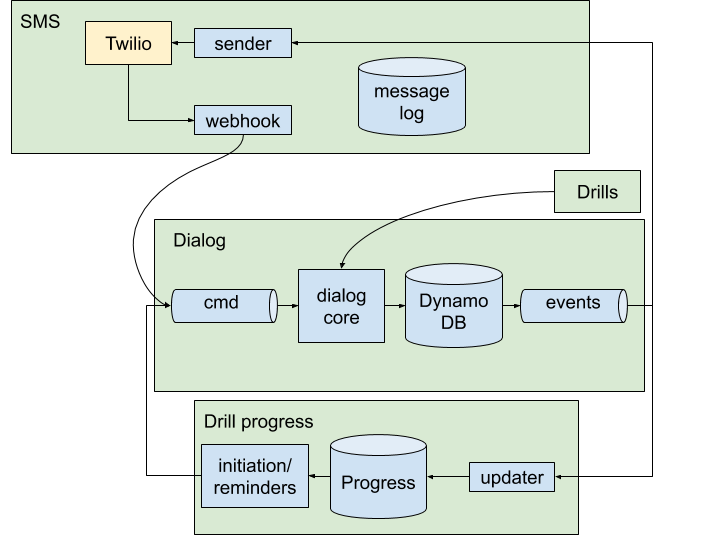 SMS
Twilio
sender
message
log
webhook
Drills
Dialog
cmd
dialog
core
Dynamo
DB
events
Drill progress
initiation/
reminders
Progress
updater